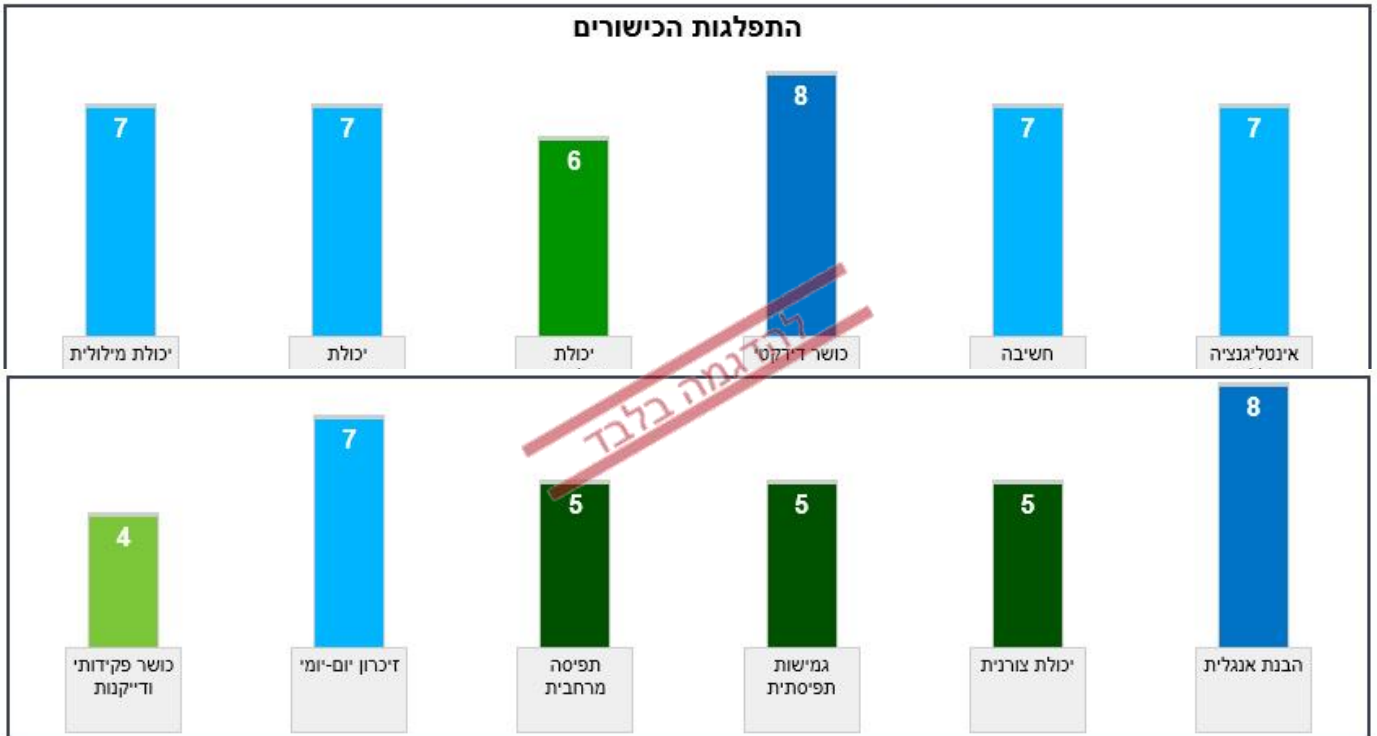 התפלגות הכישורים
7
7
8
6
7
7
אינטליגנציה
חשיבה
כושר דידקטי
יכולת
יכולת
יכולת מילולית
להדגמה בלבד
8
5
5
5
7
4
הבנת אנגלית
יכולת צורנית
גמישות
תפיסתית
תפיסה
מרחבית
זיכרון יום-יומי
כושר פקידותי
ודייקנות